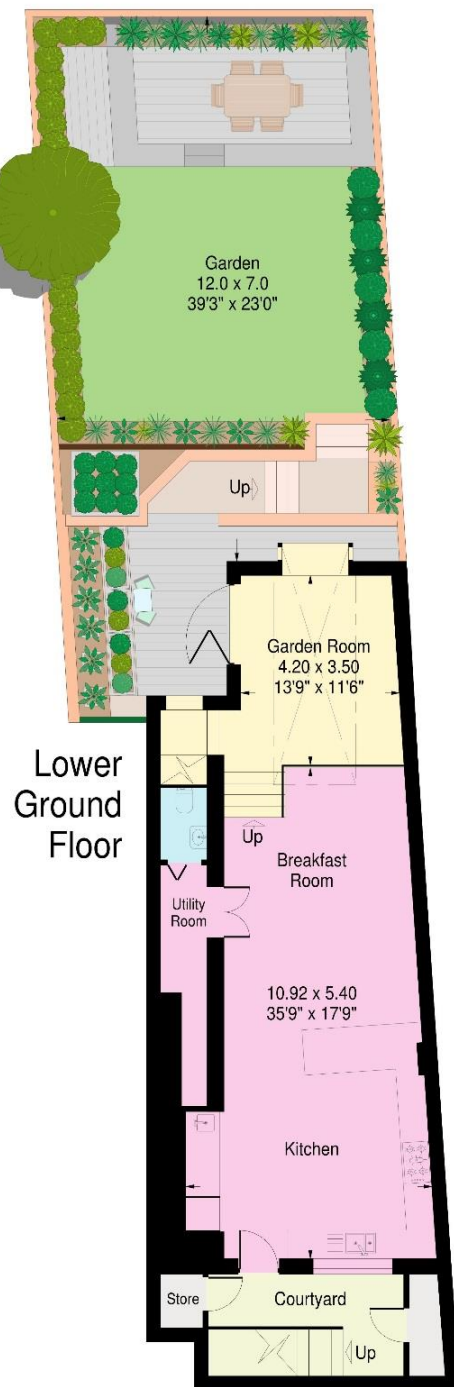 Garden
12.0 x 7.0
39'3" x 23'0"
Up
Garden Room
4.20 x 3.50
13'9" x 11'6"
Lower
Ground
Floor
Up
Breakfast
Room
Utility
Room
10.92 x 5.40
35'9" x 17'9"
Kitchen
Store
Courtyard
Up